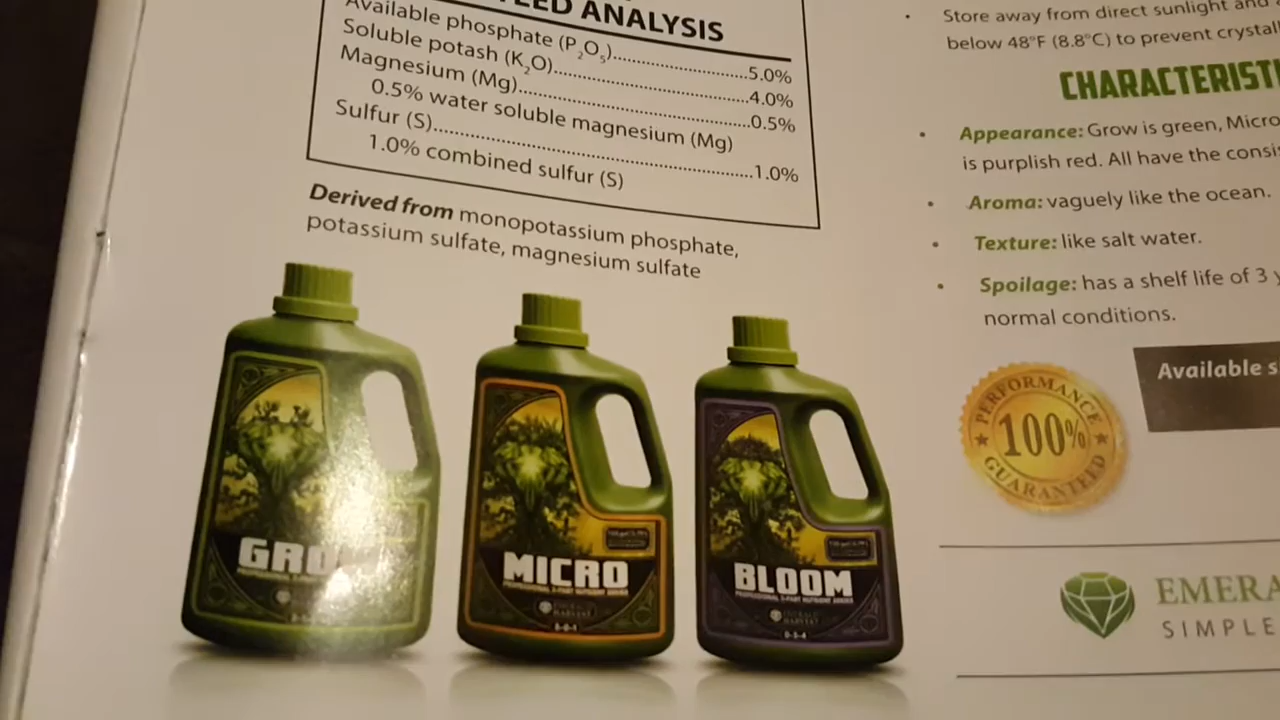 ANALYSIS
Available phosphate (P2O5)..................5.0%
Soluble potash (K2O)..................4.0%
Magnesium (Mg)..................0.5%
0.5% water soluble magnesium (Mg)
Sulfur (S)..................1.0%
1.0% combined sulfur (S)
Derived from monopotassium phosphate,
potassium sulfate, magnesium sulfate
GRO
MICRO
BLOOM
Store away from direct sunlight and
below 48°F (8.8°C) to prevent crystal
CHARACTERISTI
• Appearance: Grow is green, Micro
is purplish red. All have the consis
• Aroma: vaguely like the ocean.
• Texture: like salt water.
• Spoilage: has a shelf life of 3 y
normal conditions.
Available s
PERFORMANCE
100%
GUARANTEED
EMERA
SIMPLE